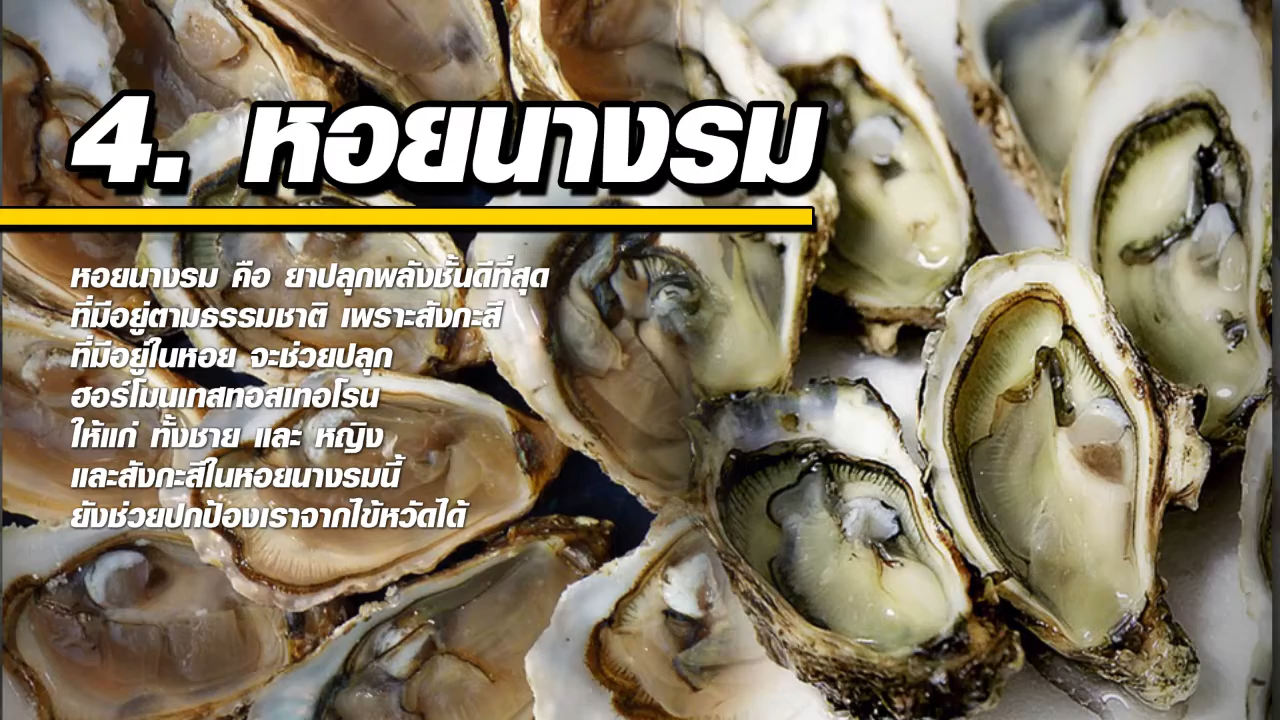 4. หอยนางรม
หอยนางรม คือ ยาปลุกพลังชั้นดีที่สุด
ที่มีอยู่ตามธรรมชาติ เพราะสังกะสี
ที่มีอยู่ในหอย จะช่วยปลุก
ฮอร์โมนเทสทอสเทอโรน
ให้แก่ ทั้งชาย และ หญิง
และสังกะสีในหอยนางรมนี้
ยังช่วยปกป้องเราจากไข้หวัดได้